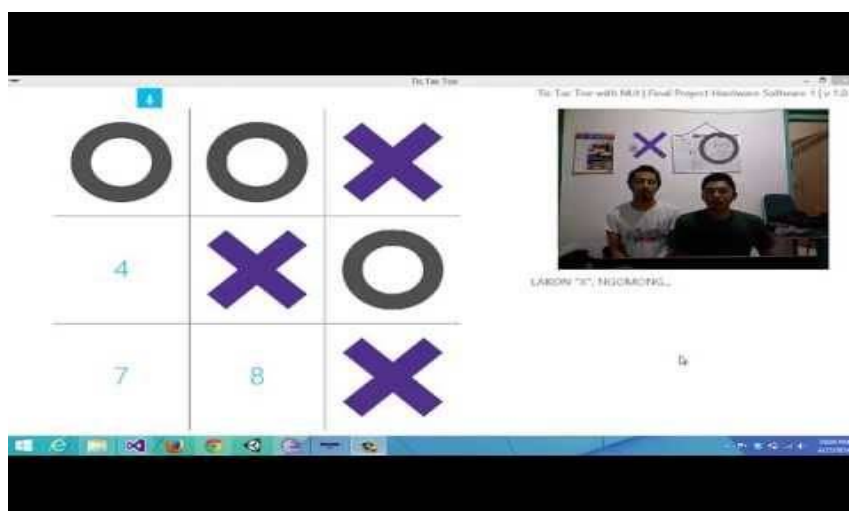 Tic Tac Toe
Tic Tac Toe with NUI | Final Project Hardware Software 1 | v 1.0
4
7
8
LAKON "X", NGOMONG...